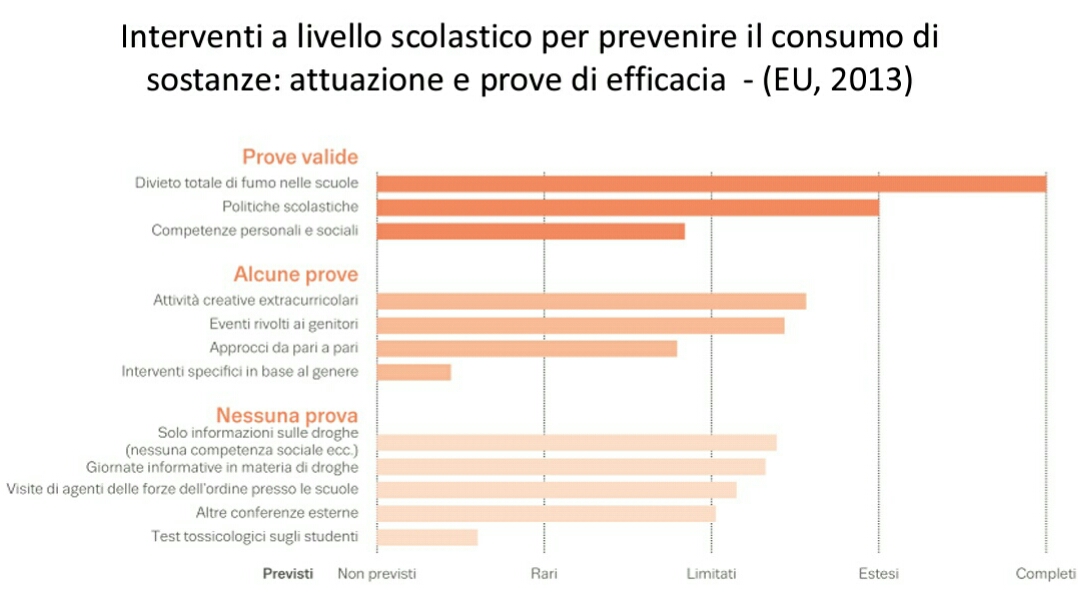 Interventi a livello scolastico per prevenire il consumo di
sostanze: attuazione e prove di efficacia - (EU, 2013)
Prove valide
Divieto totale di fumo nelle scuole
Politiche scolastiche
Competenze personali e sociali
Alcune prove
Attività creative extracurricolari
Eventi rivolti ai genitori
Approcci da pari a pari
Interventi specifici in base al genere
Nessuna prova
Solo informazioni sulle droghe
(nessuna competenza sociale ecc.)
Giornate informative in materia di droghe
Visite di agenti delle forze dell'ordine presso le scuole
Altre conferenze esterne
Test tossicologici sugli studenti
Previsti Non previsti Rari Limitati Estesi Completi